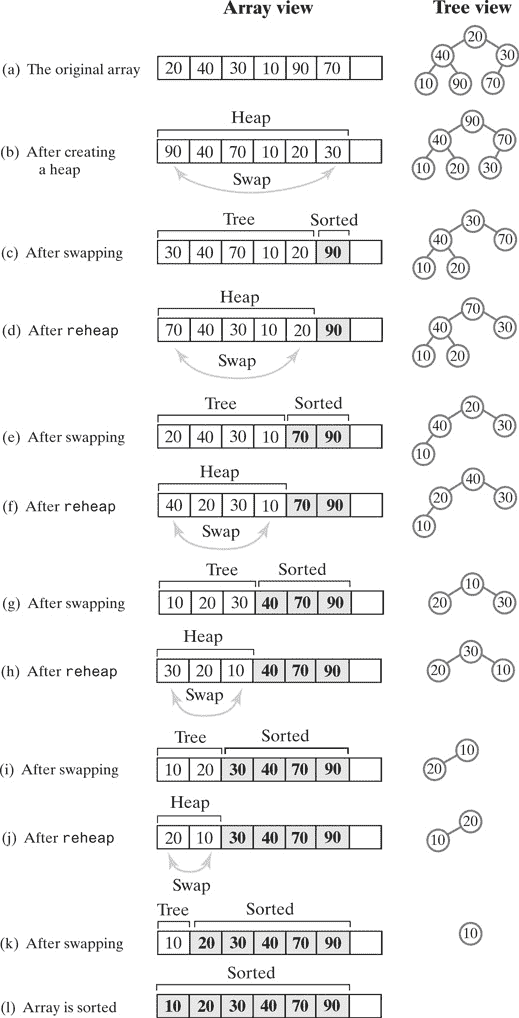 Array view Tree view
(a) The original array 20 40 30 10 90 70
20
40 30
10 90 70
Heap
(b) After creating a heap 90 40 70 10 20 30
Swap
90
40 70
10 20 30
Tree Sorted
(c) After swapping 30 40 70 10 20 90
30
40 70
10 20
Heap
(d) After reheap 70 40 30 10 20 90
Swap
70
40 30
10 20
Tree Sorted
(e) After swapping 20 40 30 10 70 90
20
40 30
10
Heap
(f) After reheap 40 20 30 10 70 90
Swap
40
20 30
10
Tree Sorted
(g) After swapping 10 20 30 40 70 90
10
20 30
Heap
(h) After reheap 30 20 10 40 70 90
Swap
30
20 10
Tree Sorted
(i) After swapping 10 20 30 40 70 90
10
20
Heap
(j) After reheap 20 10 30 40 70 90
Swap
20
10
Tree Sorted
(k) After swapping 10 20 30 40 70 90
10
Sorted
(l) Array is sorted 10 20 30 40 70 90